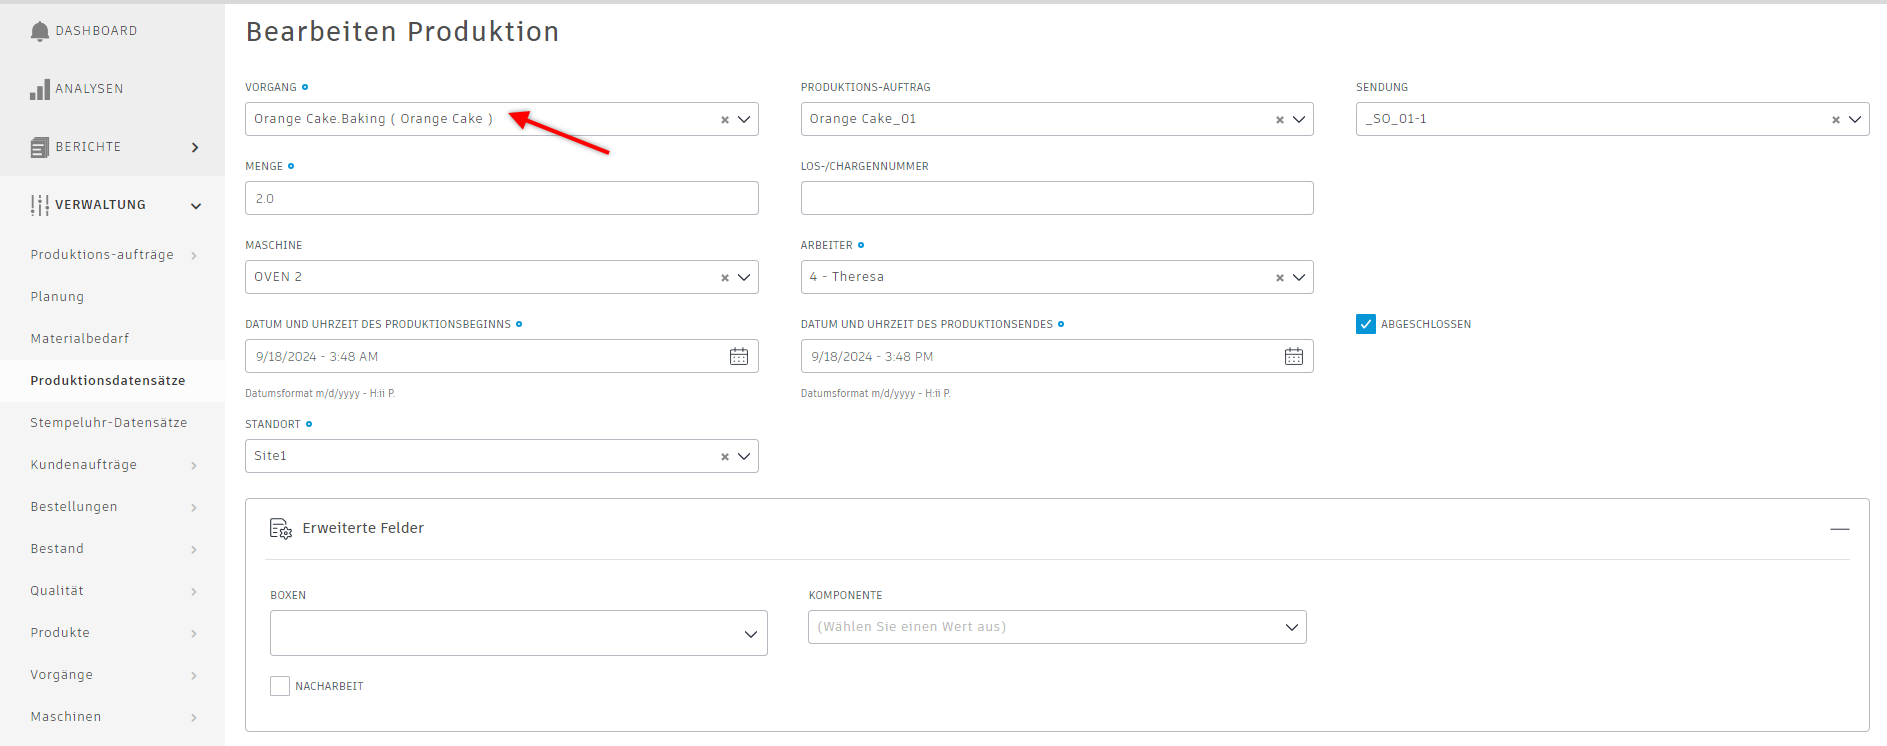 DASHBOARD
ANALYSEN
BERICHTE
VERWALTUNG
Produktions-aufträge
Planung
Materialbedarf
Produktionsdatensätze
Stempeluhr-Datensätze
Kundenaufträge
Bestellungen
Bestand
Qualität
Produkte
Vorgänge
Maschinen
Bearbeiten Produktion
VORGANG
Orange Cake.Baking ( Orange Cake )
PRODUKTIONS-AUFTRAG
Orange Cake_01
SENDUNG
_SO_01-1
MENGE
2.0
LOS-/CHARGENNUMMER
MASCHINE
OVEN 2
ARBEITER
4 - Theresa
DATUM UND UHRZEIT DES PRODUKTIONSBEGINNS
9/18/2024 - 3:48 AM
Datumsformat m/d/yyyy - H:ii P.
DATUM UND UHRZEIT DES PRODUKTIONSENDES
9/18/2024 - 3:48 PM
Datumsformat m/d/yyyy - H:ii P.
ABGESCHLOSSEN
STANDORT
Site1
Erweiterte Felder
BOXEN
KOMPONENTE
(Wählen Sie einen Wert aus)
NACHARBEIT